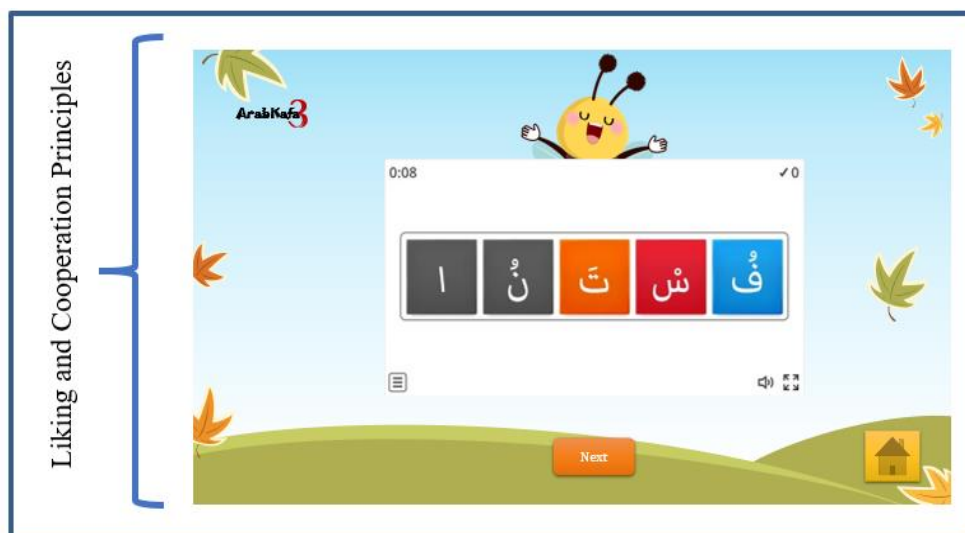 Liking and Cooperation Principles
ArabKafa3
0:08
✓0
فُ سْ تَ نٌ ا
Next